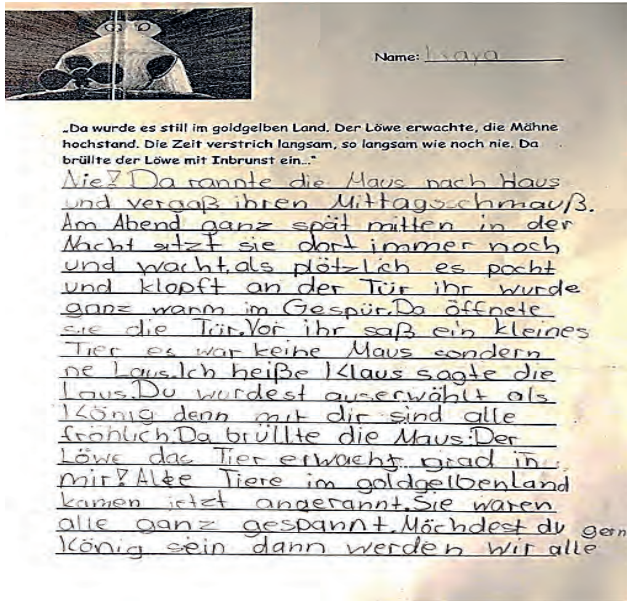 Name: Maya
„Da wurde es still im goldgelben Land. Der Löwe erwachte, die Mähne
hochstand. Die Zeit verstrich langsam, so langsam wie noch nie. Da
brüllte der Löwe mit Inbrunst ein...“
Nie! Da rannte die Maus nach Haus
und vergaß ihren Mittagsschmauß.
Am Abend ganz spät mitten in der
Nacht sitzt sie dort immer noch
und wacht,als plötzlich es pocht
und klopft an der Tür ihr wurde
ganz warm im Gespür.Da öffnete
sie die Tür.Vor ihr saß ein kleines
Tier es war keine Maus sondern
ne Laus.Ich heiße Klaus sagte die
Laus.Du wurdest auserwählt als
König denn mit dir sind alle
fröhlich.Da brüllte die Maus:Der
Löwe das Tier erwacht grad in
mir! Alle Tiere im goldgelbenland
kamen jetzt angerannt.Sie waren
alle ganz gespannt.Möchdest du gern
König sein dann werden wir alle